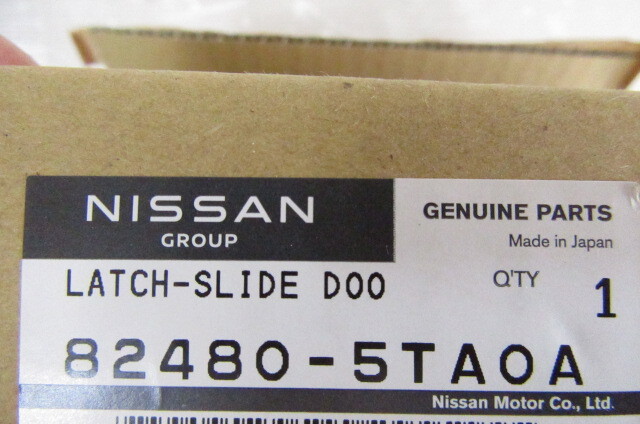 NISSAN
GROUP
GENUINE PARTS
Made in Japan
LATCH-SLIDE DOO
Q'TY 1
82480-5TA0A
Nissan Motor Co., Ltd.